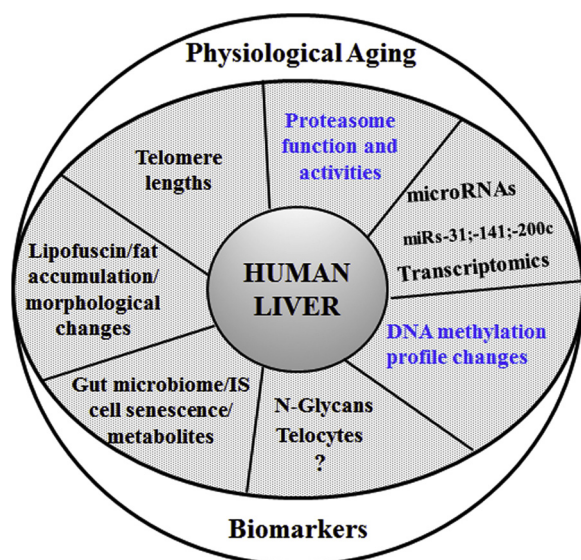 Physiological Aging
Proteasome
function and
activities
Telomere
lengths
microRNAs
miRs-31;-141;-200c
Transcriptomics
Lipofuscin/fat
accumulation/
morphological
changes
HUMAN
LIVER
DNA methylation
profile changes
Gut microbiome/IS
cell senescence/
metabolites
N-Glycans
Telocytes
?
Biomarkers